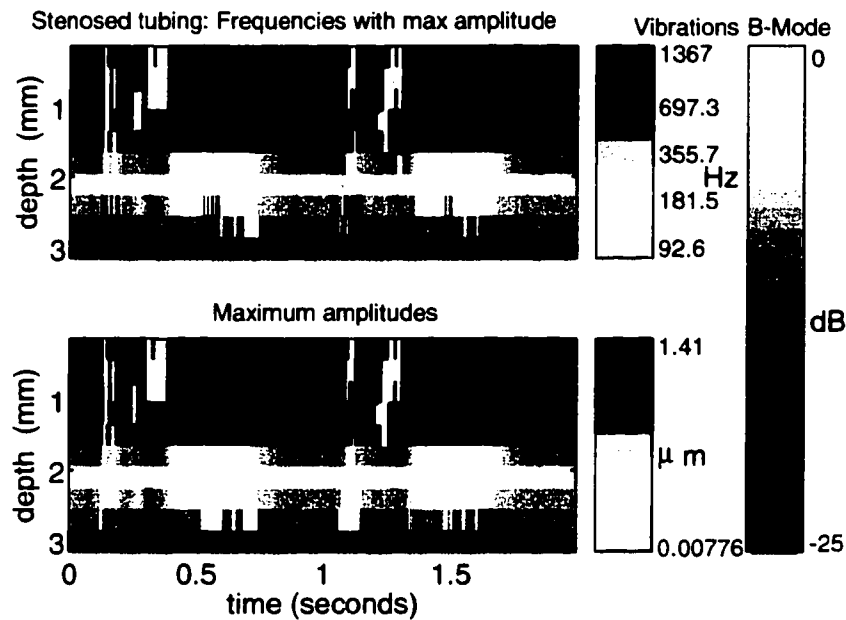 Stenosed tubing: Frequencies with max amplitude
Vibrations B-Mode
1367
697.3
355.7
Hz
181.5
92.6
0
dB
-25
depth (mm)
1
2
3
Maximum amplitudes
1.41
μ m
0.00776
depth (mm)
1
2
3
0 0.5 1 1.5
time (seconds)